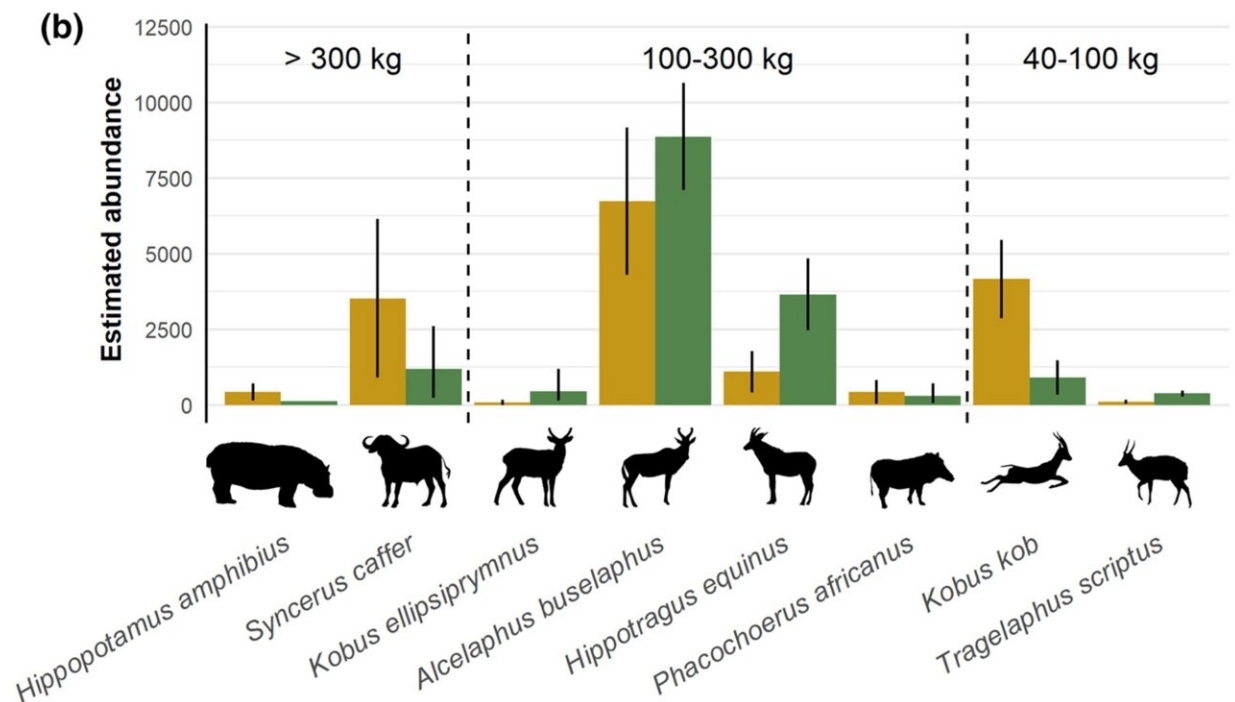 (b)
12500
10000
7500
5000
2500
0
Estimated abundance
> 300 kg
100-300 kg
40-100 kg
Hippopotamus amphibius
Syncerus caffer
Kobus ellipsiprymnus
Alcelaphus buselaphus
Hippotragus equinus
Phacochoerus africanus
Kobus kob
Tragelaphus scriptus